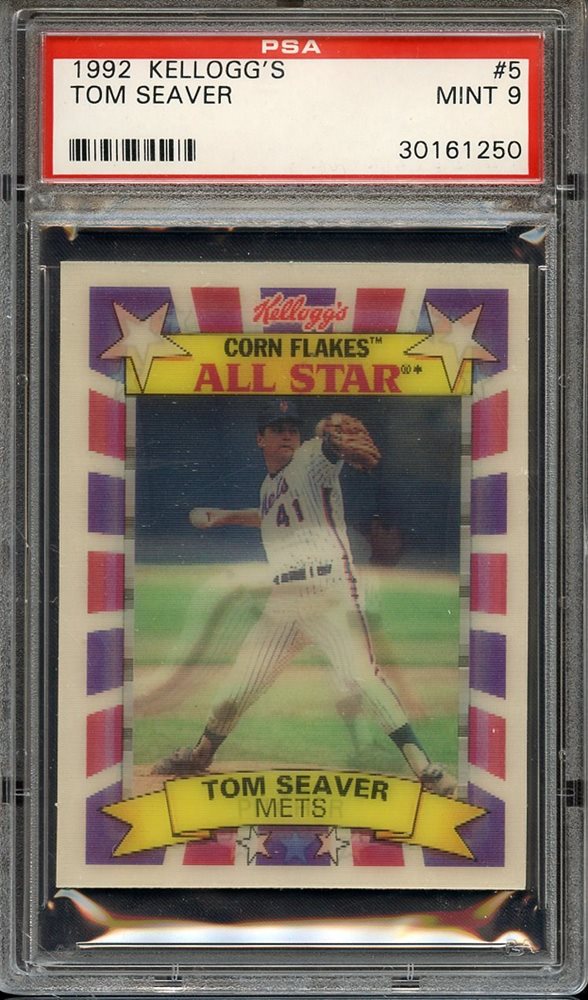 PSA
1992 KELLOGG'S #5
TOM SEAVER MINT 9
30161250
Kellogg's
CORN FLAKES™
ALL STAR®*
Mets
41
TOM SEAVER
METS
PSA